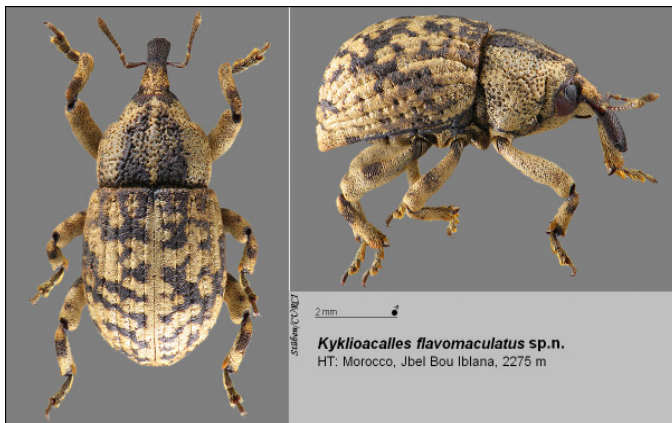 2 mm
Kyklioacalles flavomaculatus sp.n.
HT: Morocco, Jbel Bou Iblana, 2275 m